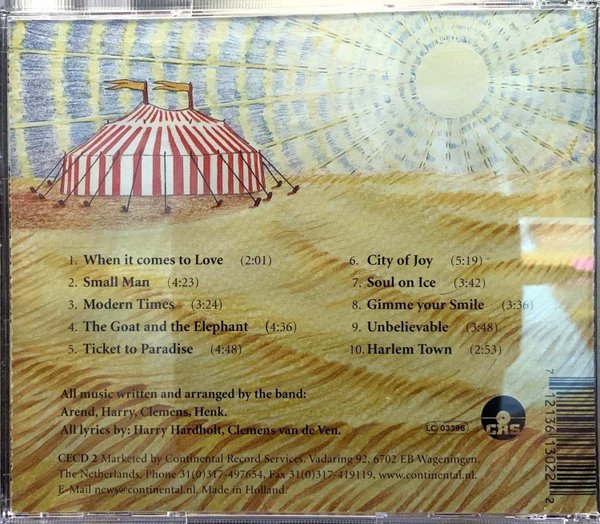 1. When it comes to Love (2:01)
2. Small Man (4:23)
3. Modern Times (3:24)
4. The Goat and the Elephant (4:36)
5. Ticket to Paradise (4:48)
6. City of Joy (5:19)
7. Soul on Ice (3:42)
8. Gimme your Smile (3:36)
9. Unbelievable (3:48)
10. Harlem Town (2:53)
All music written and arranged by the band:
Arend, Harry, Clemens, Henk.
All lyrics by: Harry Hardholt, Clemens van de Ven.
CECD 2 Marketed by Continental Record Services. Vadaring 92, 6702 EB Wageningen.
The Netherlands, Phone 31(0)317-497654, Fax 31(0)317-419119, www.continental.nl.
E-Mail news@continental.nl. Made in Holland.
LC 03396
CRS
7 12136 13022 2